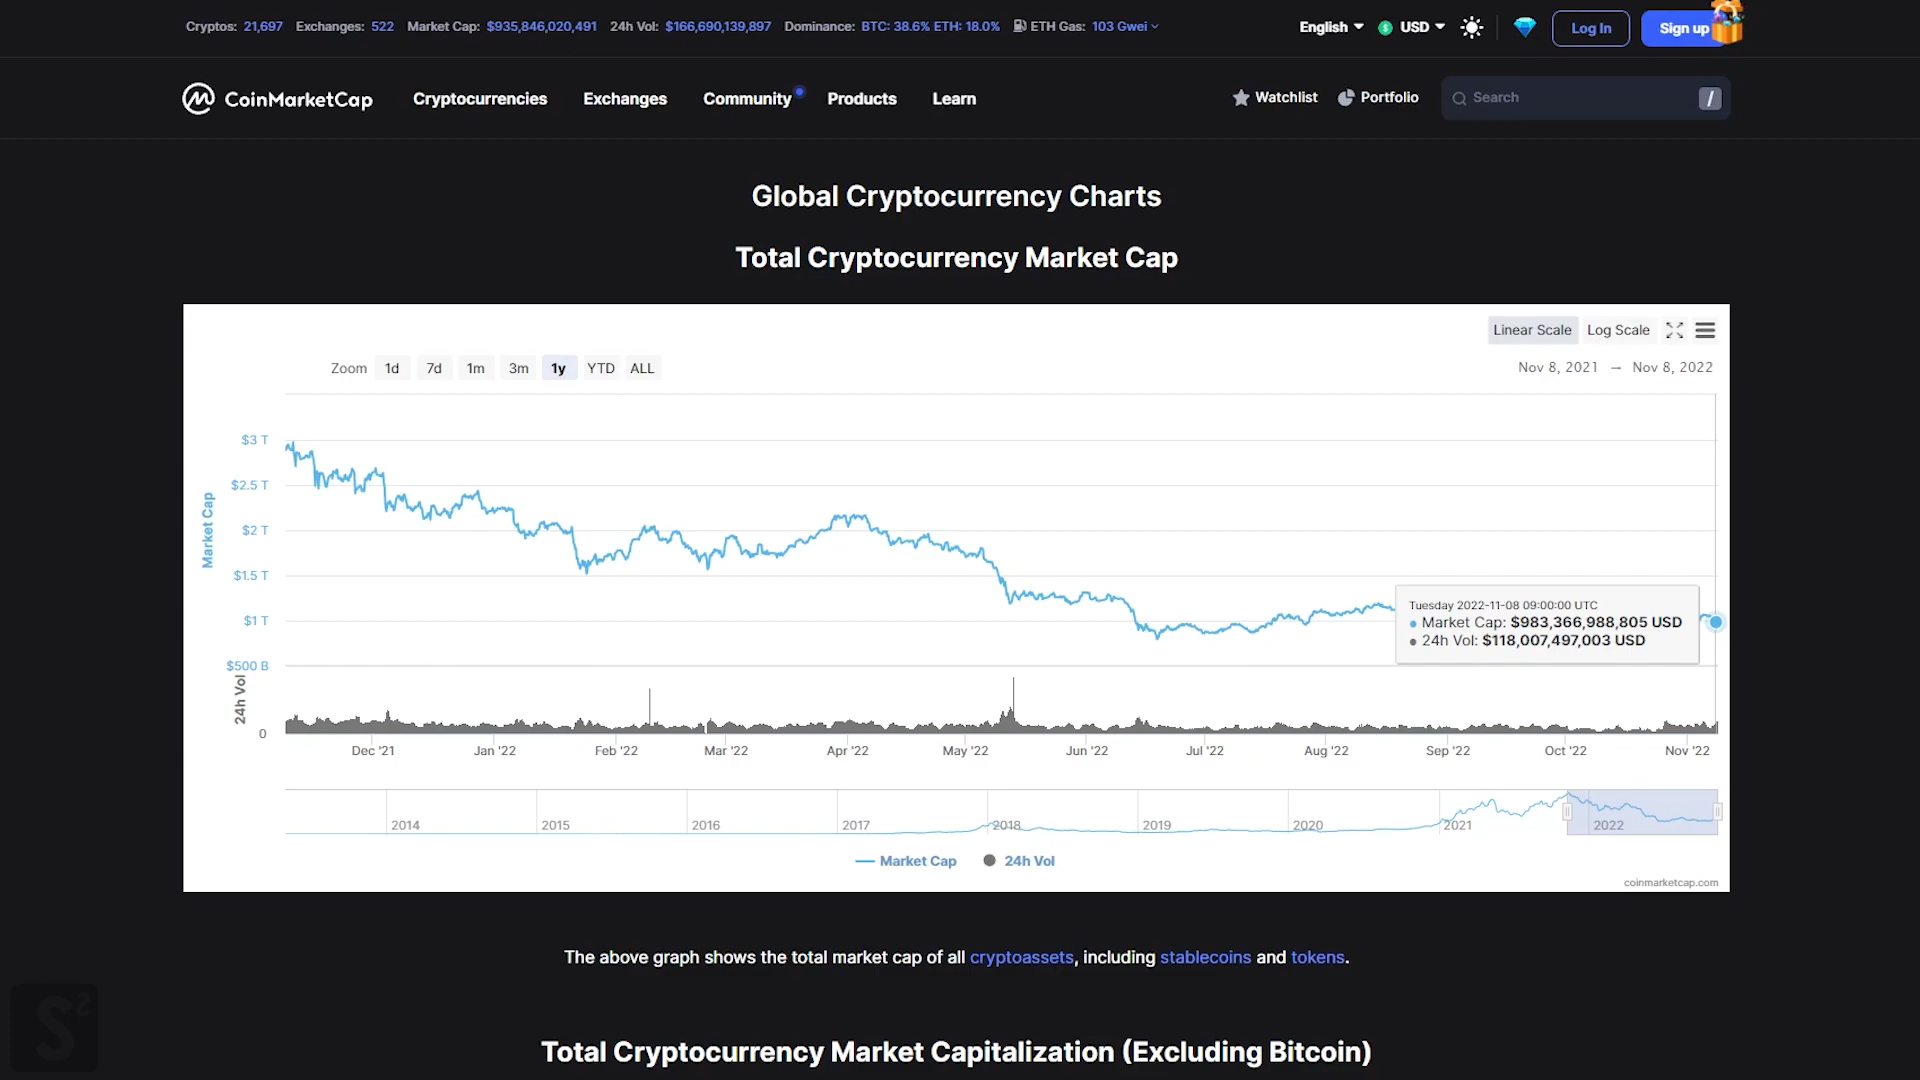 Cryptos: 21,697 Exchanges: 522 Market Cap: $935,846,020,491 24h Vol: $166,690,139,897 Dominance: BTC: 38.6% ETH: 18.0% ETH Gas: 103 Gwei English USD Log In Sign up
CoinMarketCap Cryptocurrencies Exchanges Community Products Learn Watchlist Portfolio Search /
Global Cryptocurrency Charts
Total Cryptocurrency Market Cap
Linear Scale Log Scale
Zoom 1d 7d 1m 3m 1y YTD ALL Nov 8, 2021 → Nov 8, 2022
$3 T
$2.5 T
$2 T
$1.5 T
$1 T
$500 B
0
Market Cap
24h Vol
Tuesday 2022-11-08 09:00:00 UTC
Market Cap: $983,366,988,805 USD
24h Vol: $118,007,497,003 USD
Dec '21 Jan '22 Feb '22 Mar '22 Apr '22 May '22 Jun '22 Jul '22 Aug '22 Sep '22 Oct '22 Nov '22
2014 2015 2016 2017 2018 2019 2020 2021 2022
Market Cap 24h Vol
coinmarketcap.com
The above graph shows the total market cap of all cryptoassets, including stablecoins and tokens.
S2
Total Cryptocurrency Market Capitalization (Excluding Bitcoin)